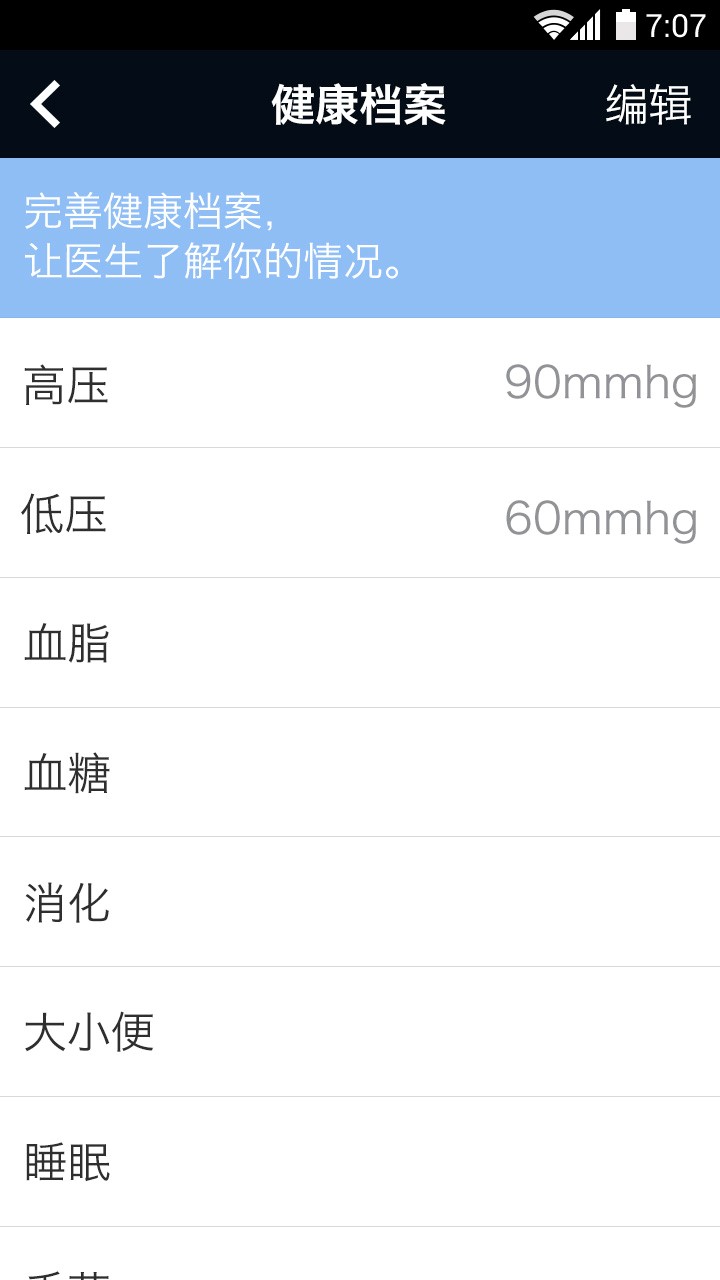 7:07
健康档案
编辑
完善健康档案,
让医生了解你的情况。
高压
90mmhg
低压
60mmhg
血脂
血糖
消化
大小便
睡眠